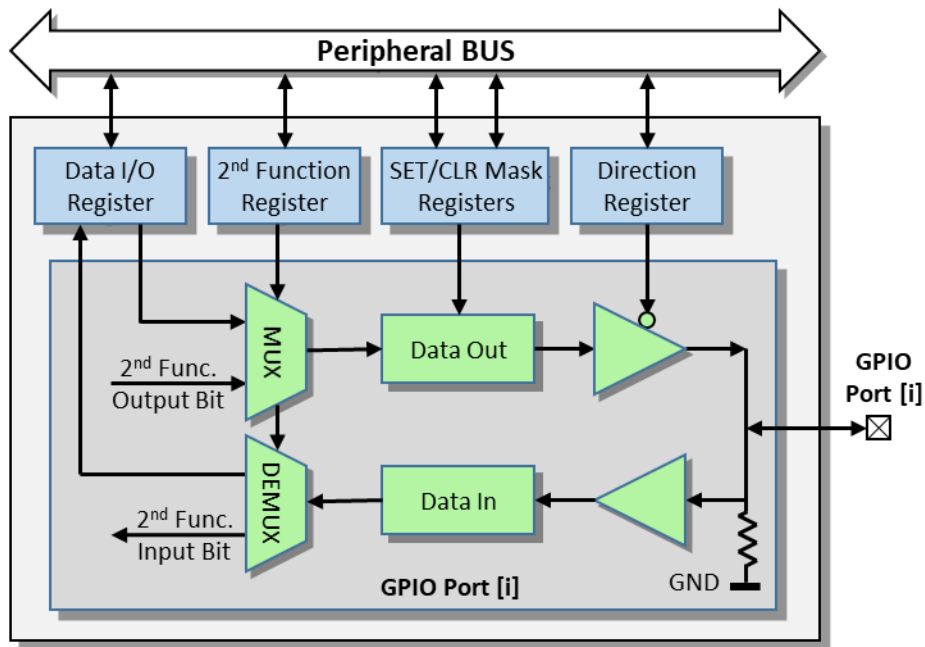 Peripheral BUS
Data I/O
Register
2nd Function
Register
SET/CLR Mask
Registers
Direction
Register
MUX
Data Out
2nd Func.
Output Bit
GPIO
Port [i]
DEMUX
Data In
2nd Func.
Input Bit
GPIO Port [i]
GND